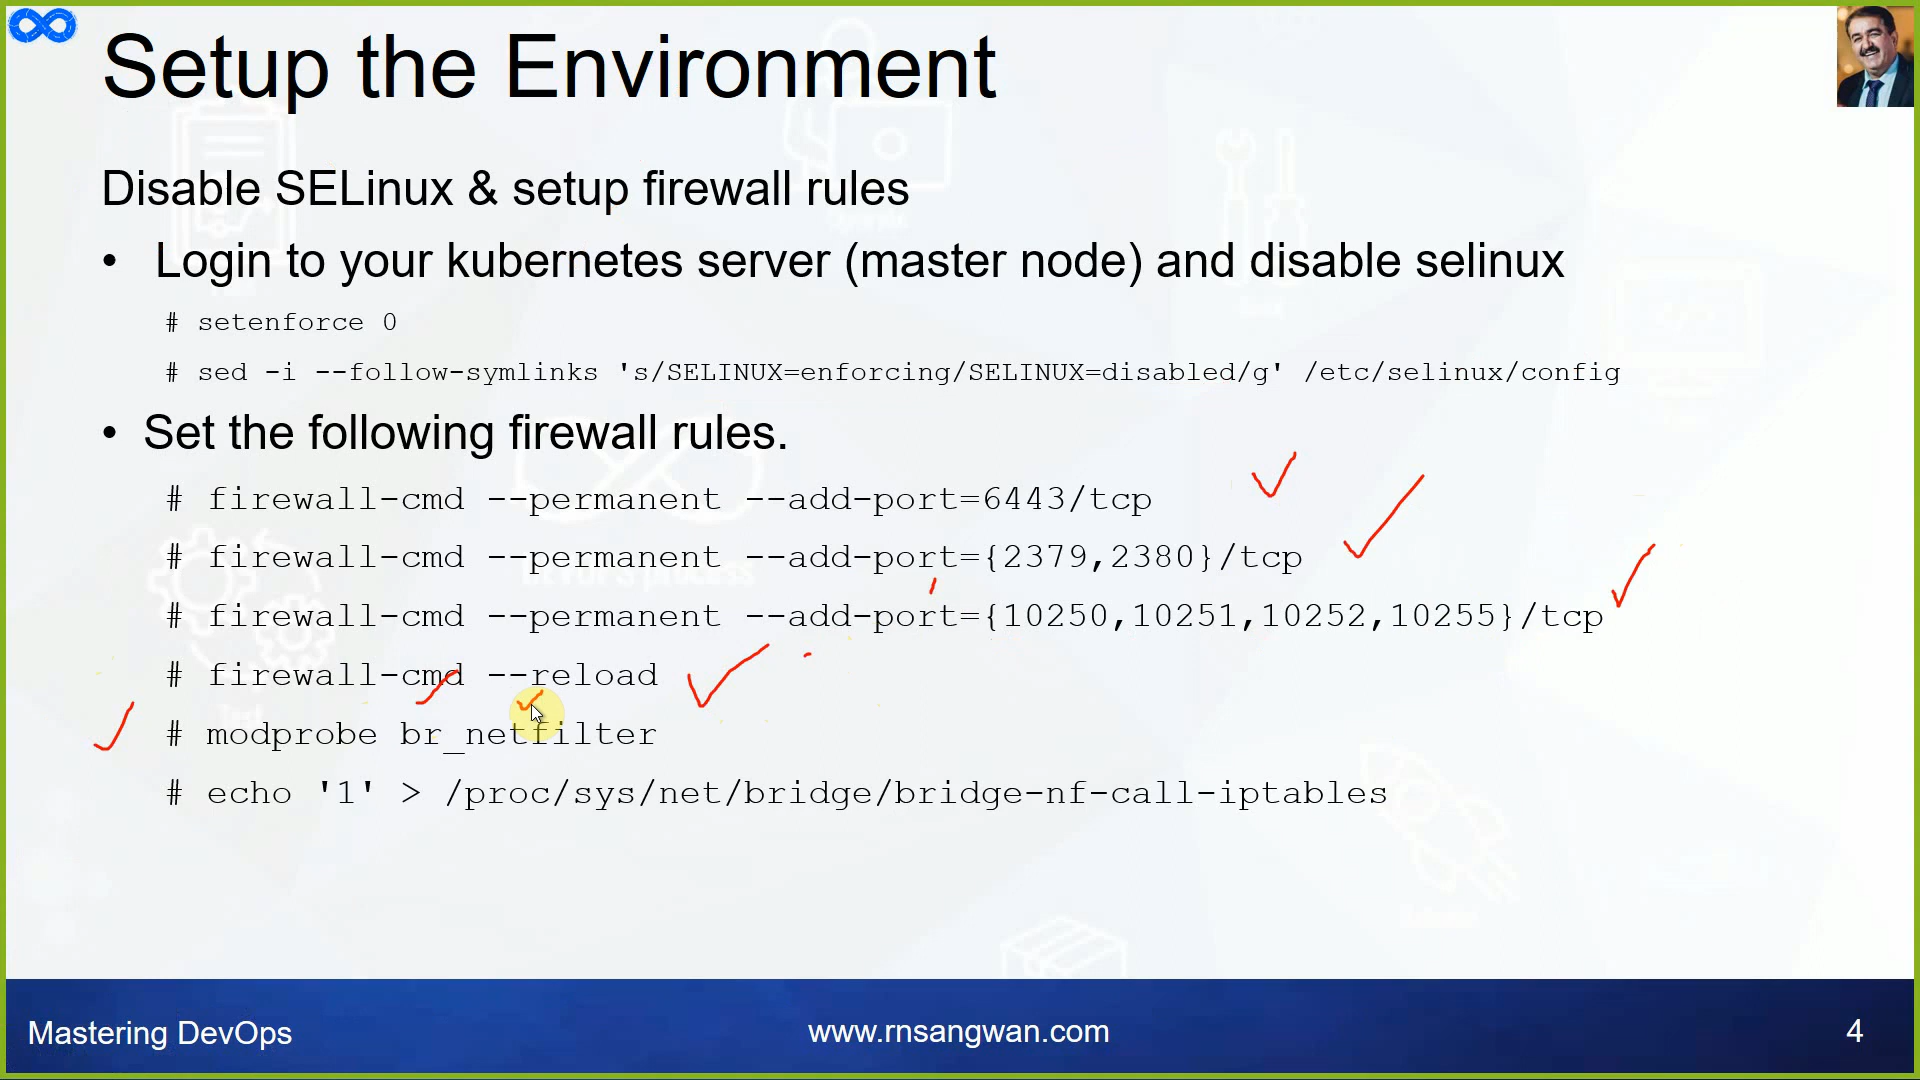 Setup the Environment
Disable SELinux & setup firewall rules
• Login to your kubernetes server (master node) and disable selinux
# setenforce 0
# sed -i --follow-symlinks 's/SELINUX=enforcing/SELINUX=disabled/g' /etc/selinux/config
• Set the following firewall rules.
# firewall-cmd --permanent --add-port=6443/tcp
# firewall-cmd --permanent --add-port={2379,2380}/tcp
# firewall-cmd --permanent --add-port={10250,10251,10252,10255}/tcp
# firewall-cmd --reload
# modprobe br_netfilter
# echo '1' > /proc/sys/net/bridge/bridge-nf-call-iptables
Mastering DevOps
www.rnsangwan.com
4